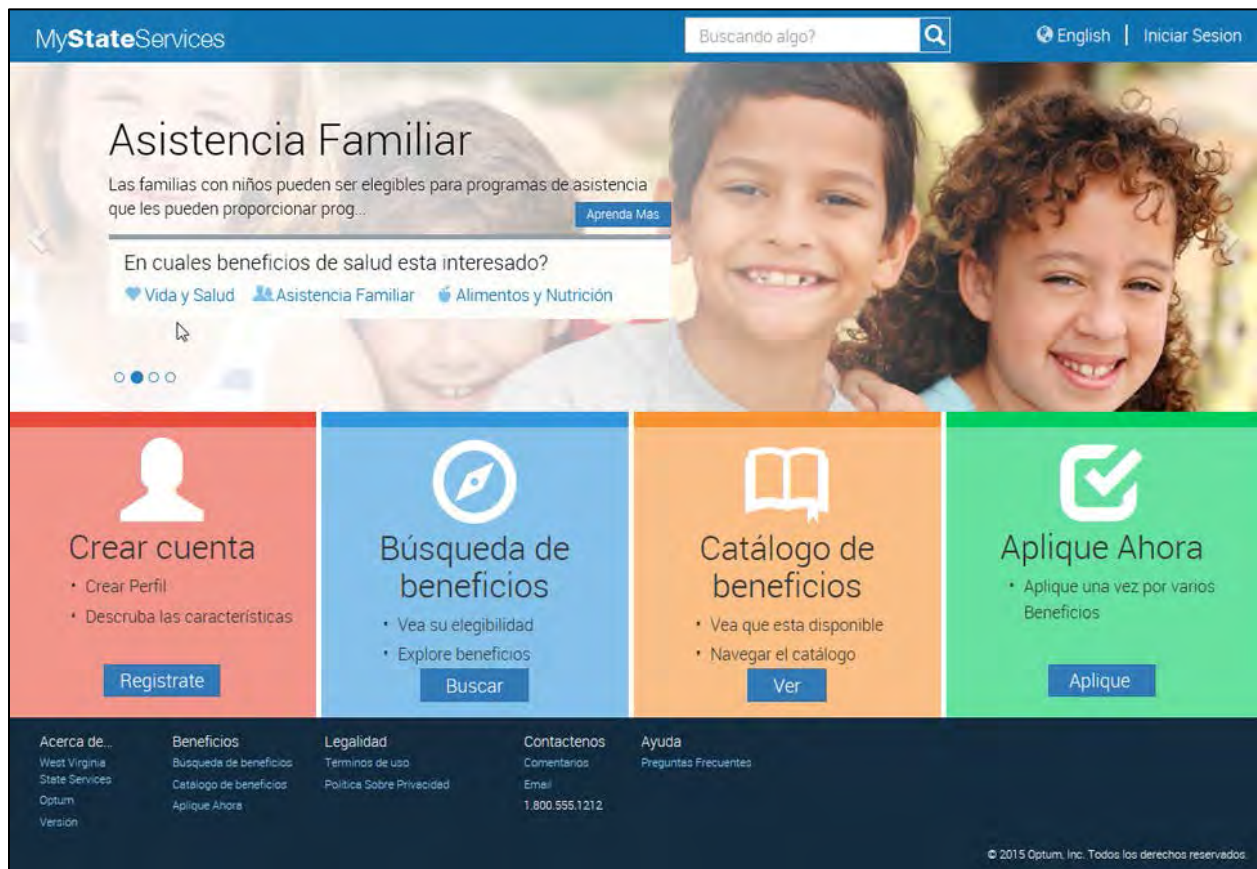 MyStateServices
Buscando algo?
English | Iniciar Sesion
Asistencia Familiar
Las familias con niños pueden ser elegibles para programas de asistencia
que les pueden proporcionar prog...
Aprenda Mas
En cuales beneficios de salud esta interesado?
Vida y Salud Asistencia Familiar Alimentos y Nutrición
Crear cuenta
• Crear Perfil
• Descruba las características
Registrate
Búsqueda de
beneficios
• Vea su elegibilidad
• Explore beneficios
Buscar
Catálogo de
beneficios
• Vea que esta disponible
• Navegar el catálogo
Ver
Aplique Ahora
• Aplique una vez por varios
Beneficios
Aplique
Acerca de...
West Virginia
State Services
Optum
Versión
Beneficios
Búsqueda de beneficios
Catálogo de beneficios
Aplique Ahora
Legalidad
Términos de uso
Política Sobre Privacidad
Contactenos
Comentarios
Email
1.800.555.1212
Ayuda
Preguntas Frecuentes
© 2015 Optum, Inc. Todos los derechos reservados.